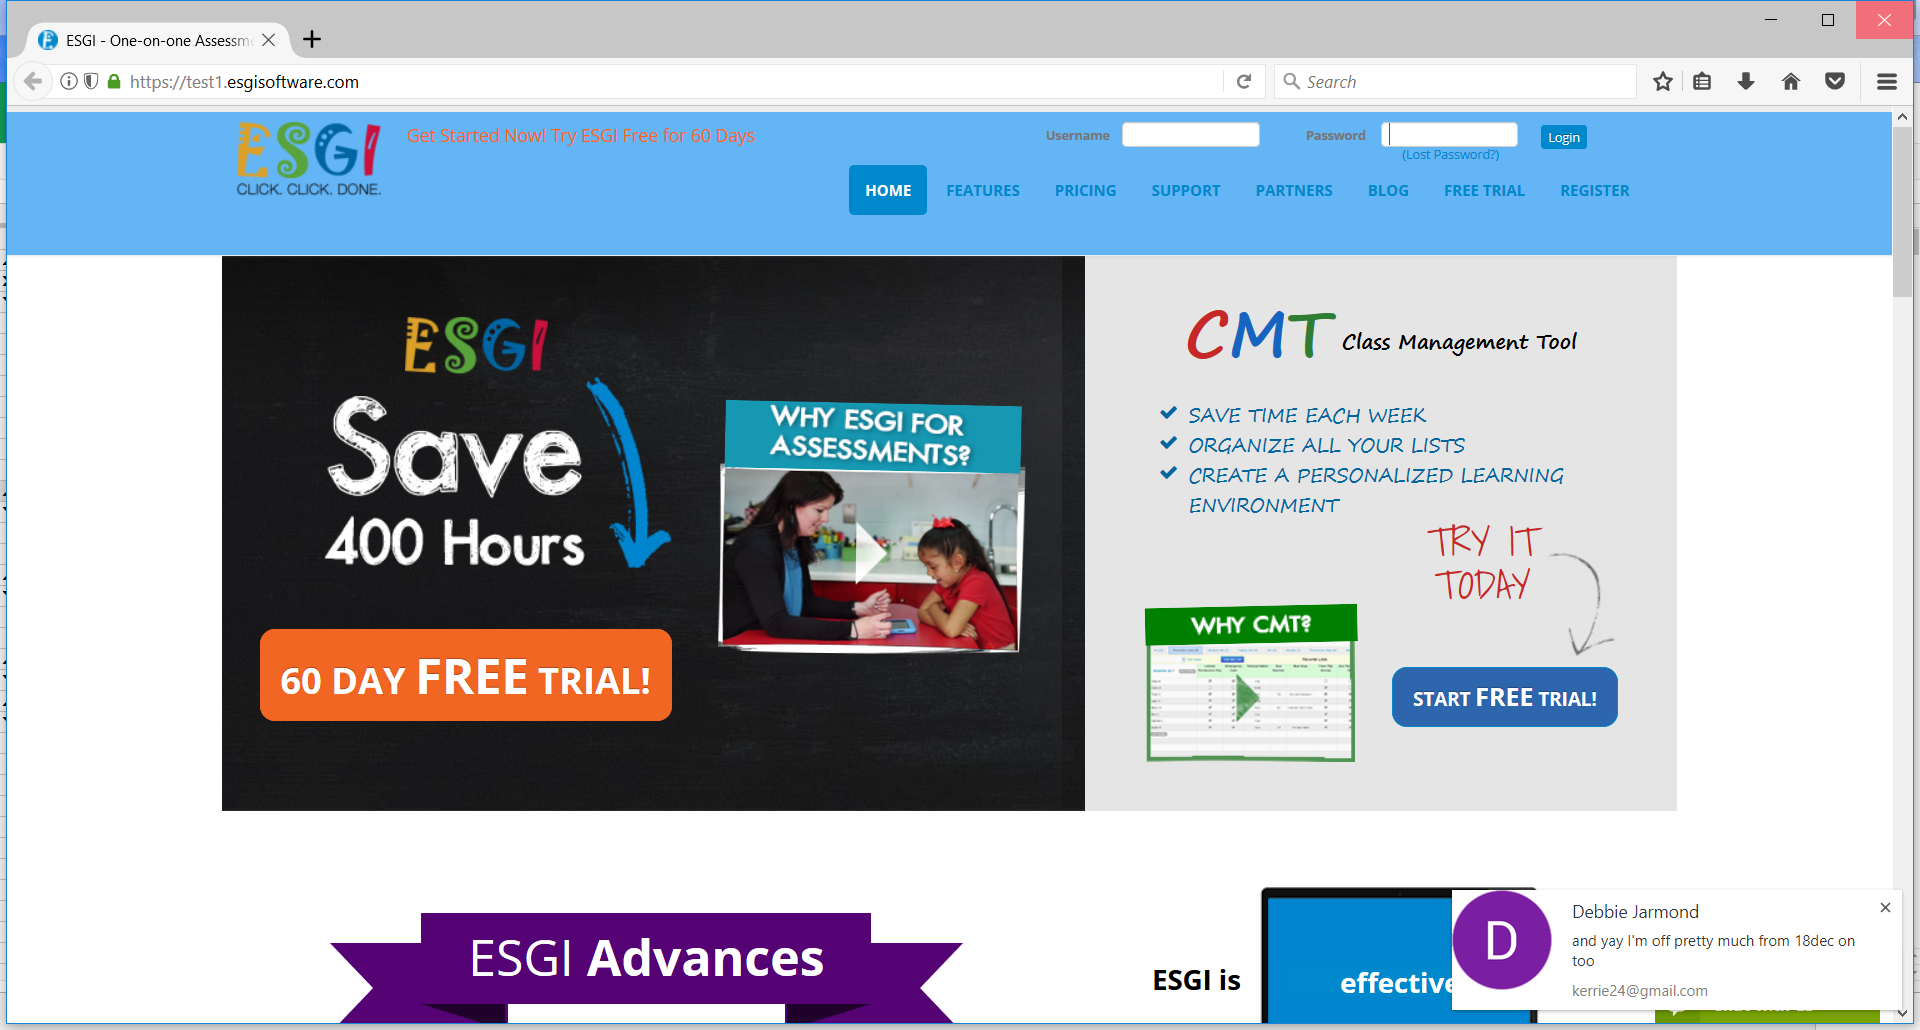 ESGI - One-on-one Assessm
https://test1.esgisoftware.com
Search
ESGI
CLICK. CLICK. DONE.
Get Started Now! Try ESGI Free for 60 Days
Username
Password
Login
(Lost Password?)
HOME
FEATURES
PRICING
SUPPORT
PARTNERS
BLOG
FREE TRIAL
REGISTER
ESGI
Save
400 Hours
WHY ESGI FOR
ASSESSMENTS?
60 DAY FREE TRIAL!
CMT Class Management Tool
SAVE TIME EACH WEEK
ORGANIZE ALL YOUR LISTS
CREATE A PERSONALIZED LEARNING
ENVIRONMENT
TRY IT
TODAY
WHY CMT?
START FREE TRIAL!
ESGI Advances
ESGI is
effective
D
Debbie Jarmond
and yay I'm off pretty much from 18dec on
too
kerrie24@gmail.com